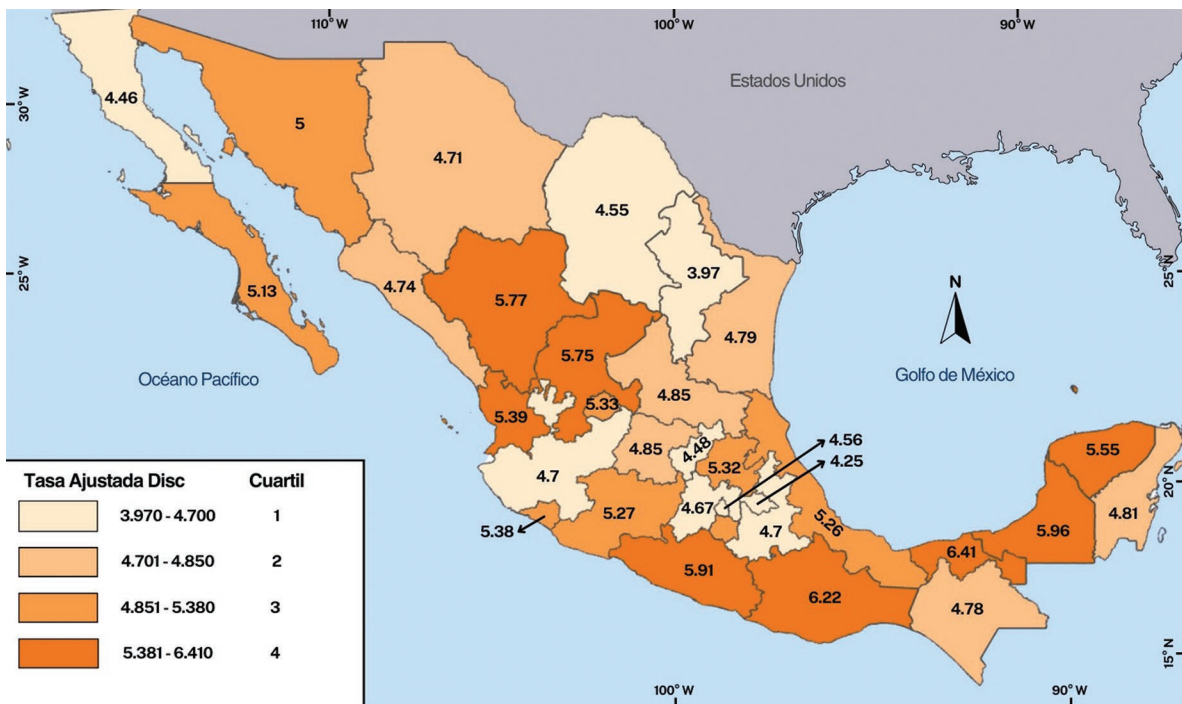 110° W
100° W
90° W
30° N
25° N
Estados Unidos
4.46
5
4.71
4.55
3.97
25° N
5.13
4.74
5.77
4.79
N
Océano Pacífico
Golfo de México
5.75
4.85
5.39
5.33
4.85
4.48
4.56
4.25
5.32
5.55
20° N
4.7
4.67
4.7
5.27
5.26
5.38
4.81
5.96
6.41
5.91
6.22
4.78
15° N
Tasa Ajustada Disc Cuartil
3.970 - 4.700 1
4.701 - 4.850 2
4.851 - 5.380 3
5.381 - 6.410 4
100° W
90° W